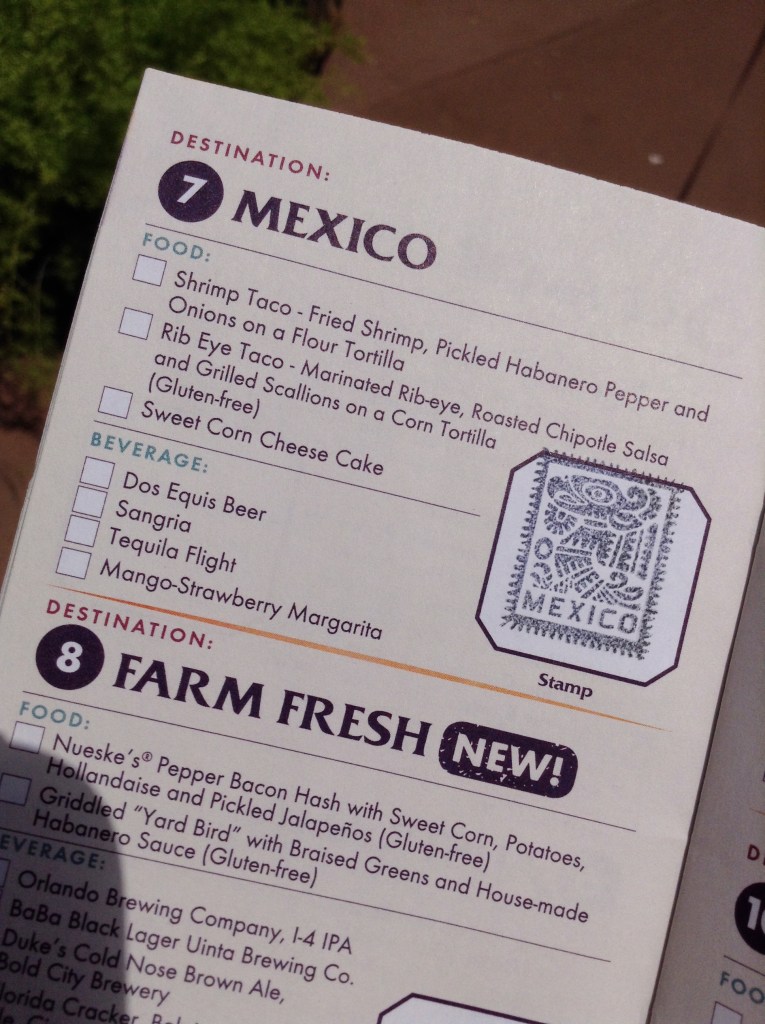 DESTINATION:
7 MEXICO
FOOD:
Shrimp Taco - Fried Shrimp, Pickled Habanero Pepper and
Onions on a Flour Tortilla
Rib Eye Taco - Marinated Rib-eye, Roasted Chipotle Salsa
and Grilled Scallions on a Corn Tortilla
(Gluten-free)
Sweet Corn Cheese Cake
BEVERAGE:
Dos Equis Beer
Sangria
Tequila Flight
Mango-Strawberry Margarita
MEXICO
Stamp
DESTINATION:
8 FARM FRESH NEW!
FOOD:
Nueske's® Pepper Bacon Hash with Sweet Corn, Potatoes,
Hollandaise and Pickled Jalapeños (Gluten-free)
Griddled "Yard Bird" with Braised Greens and House-made
Habanero Sauce (Gluten-free)
EVERAGE:
Orlando Brewing Company, I-4 IPA
BaBa Black Lager Uinta Brewing Co.
Duke's Cold Nose Brown Ale,
Bold City Brewery
lorida Cracker,
10
FOO